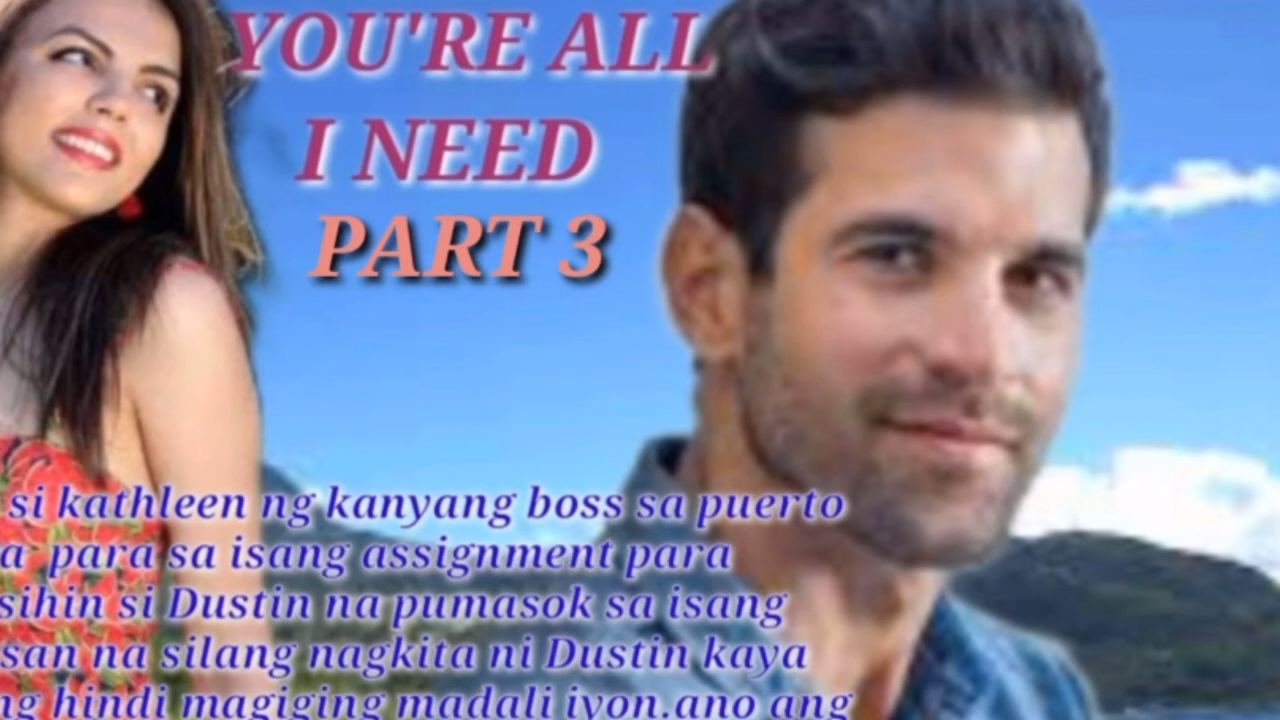 YOU'RE ALL
I NEED
PART 3
si kathleen ng kanyang boss sa puerto
a para sa isang assignment para
sihin si Dustin na pumasok sa isang
san na silang nagkita ni Dustin kaya
ng hindi magiging madali iyon.ano ang